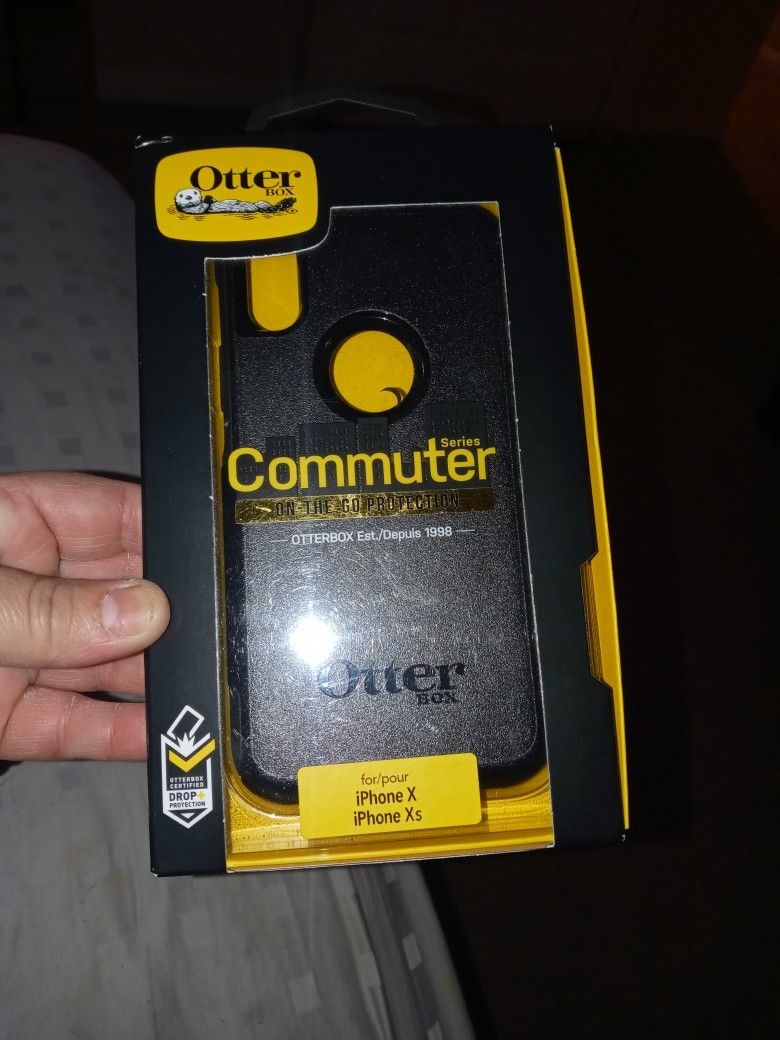 Otter
BOX
Series
Commuter
ON-THE-GO PROTECTION
OTTERBOX Est./Depuis 1998
Otter
BOX
OTTERBOX
CERTIFIED
DROP+
PROTECTION
for/pour
iPhone X
iPhone Xs